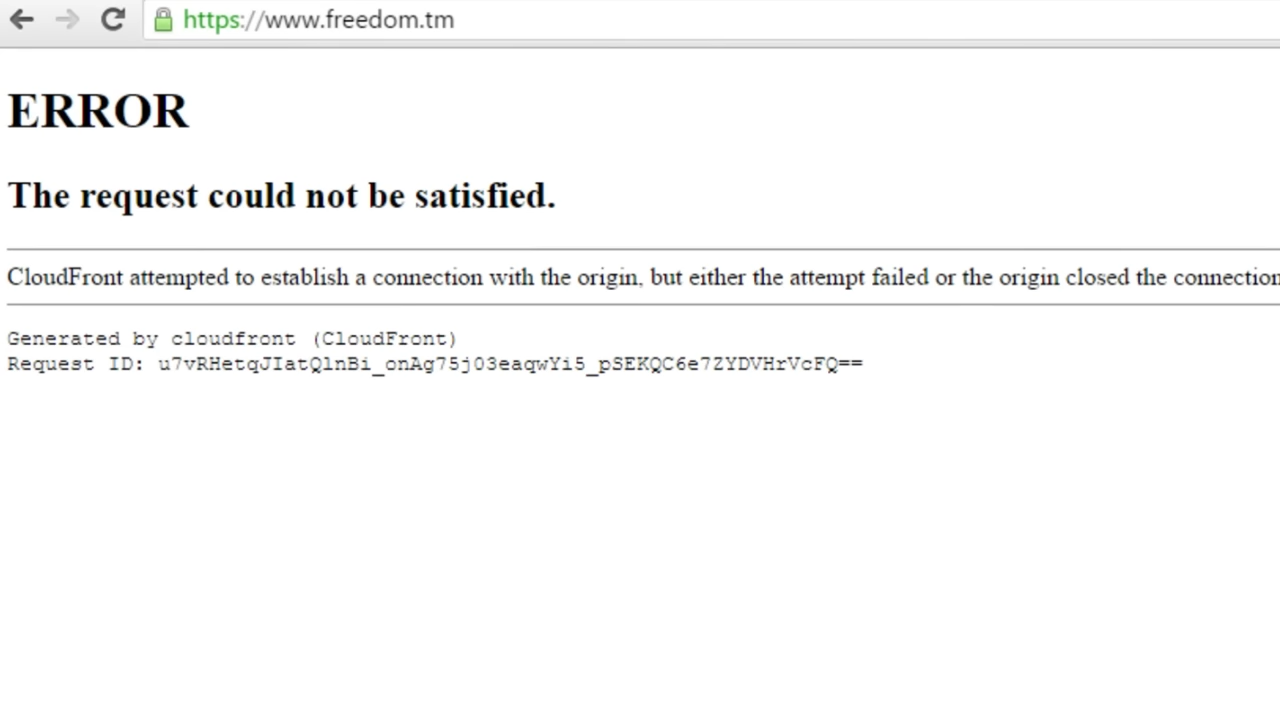 https://www.freedom.tm
ERROR
The request could not be satisfied.
CloudFront attempted to establish a connection with the origin, but either the attempt failed or the origin closed the connection
Generated by cloudfront (CloudFront)
Request ID: u7vRHetqJIatQlnBi_onAg75j03eaqwYi5_pSEKQC6e7ZYDVHrVcFQ==